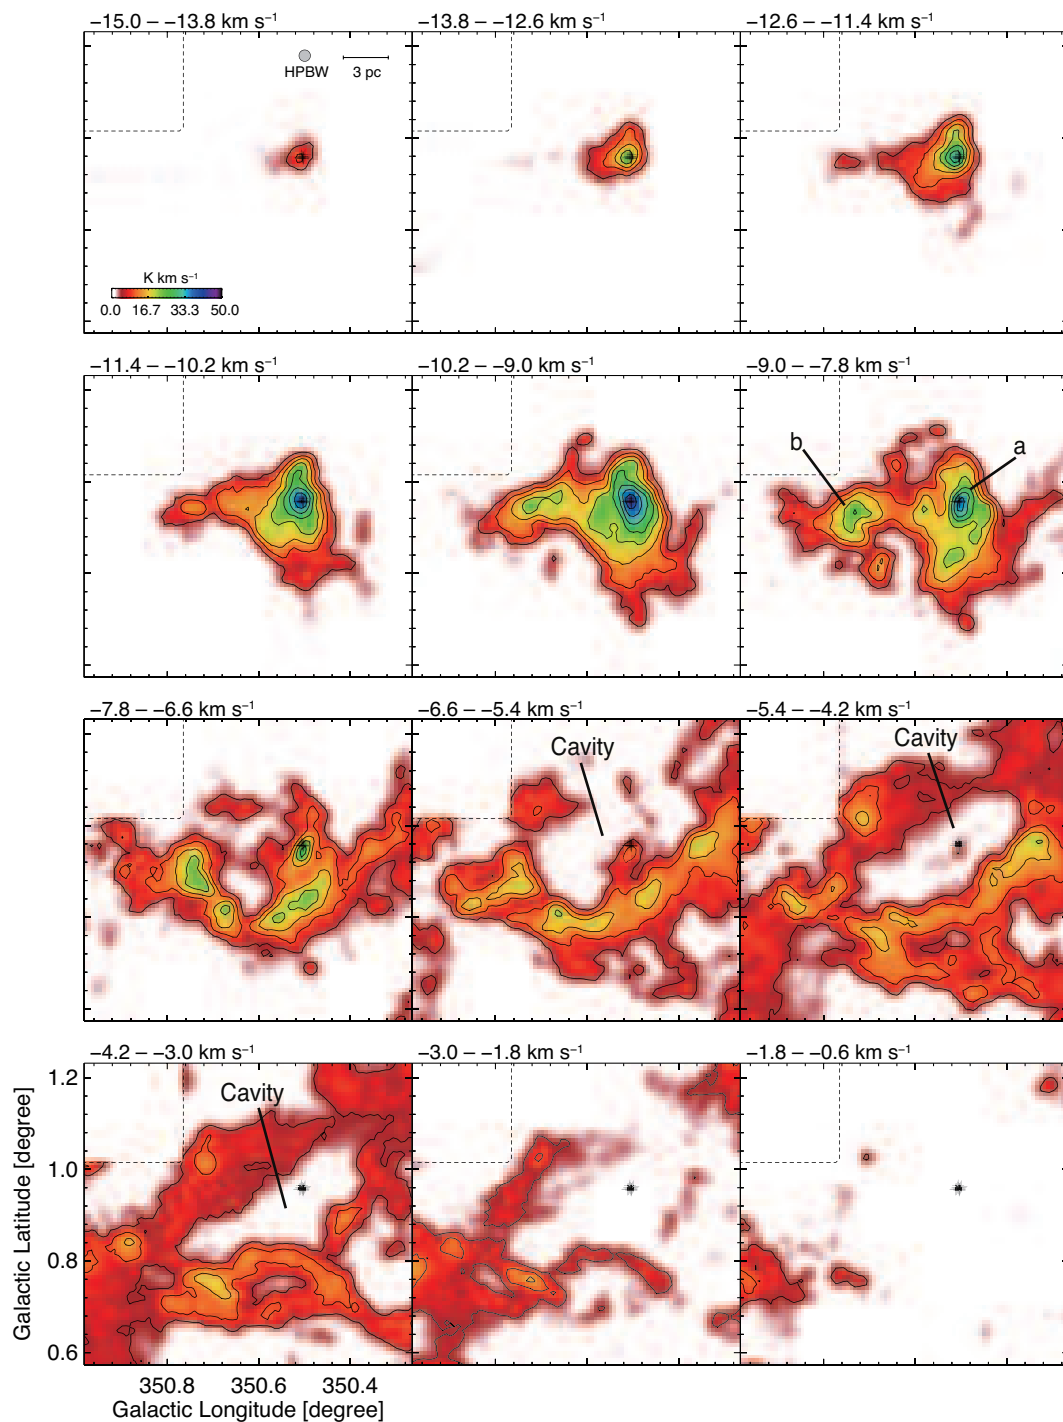 −15.0 – −13.8 km s⁻¹
−13.8 – −12.6 km s⁻¹
−12.6 – −11.4 km s⁻¹
HPBW
3 pc
K km s⁻¹
0.0 16.7 33.3 50.0
−11.4 – −10.2 km s⁻¹
−10.2 – −9.0 km s⁻¹
−9.0 – −7.8 km s⁻¹
b
a
−7.8 – −6.6 km s⁻¹
−6.6 – −5.4 km s⁻¹
−5.4 – −4.2 km s⁻¹
Cavity
Cavity
−4.2 – −3.0 km s⁻¹
−3.0 – −1.8 km s⁻¹
−1.8 – −0.6 km s⁻¹
Cavity
1.2
1.0
0.8
0.6
Galactic Latitude [degree]
350.8 350.6 350.4
Galactic Longitude [degree]